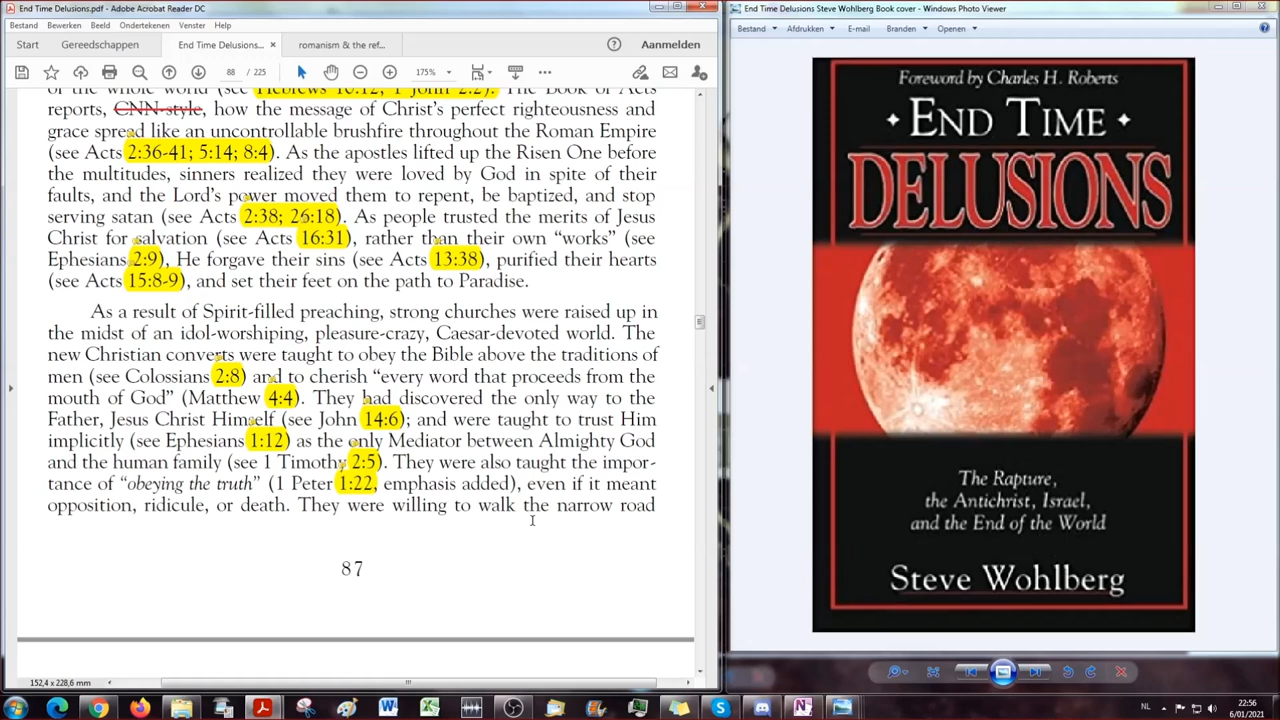 End Time Delusions.pdf - Adobe Acrobat Reader DC
Bestand Bewerken Beeld Ondertekenen Venster Help
Start Gereedschappen End Time Delusions... × romanism & the ref... Aanmelden
88 / 225 175%
of the whole world (see Hebrews 10:12; 1 John 2:2). The Book of Acts
reports, CNN-style, how the message of Christ's perfect righteousness and
grace spread like an uncontrollable brushfire throughout the Roman Empire
(see Acts 2:36-41; 5:14; 8:4). As the apostles lifted up the Risen One before
the multitudes, sinners realized they were loved by God in spite of their
faults, and the Lord's power moved them to repent, be baptized, and stop
serving satan (see Acts 2:38; 26:18). As people trusted the merits of Jesus
Christ for salvation (see Acts 16:31), rather than their own “works” (see
Ephesians 2:9), He forgave their sins (see Acts 13:38), purified their hearts
(see Acts 15:8-9), and set their feet on the path to Paradise.
As a result of Spirit-filled preaching, strong churches were raised up in
the midst of an idol-worshiping, pleasure-crazy, Caesar-devoted world. The
new Christian converts were taught to obey the Bible above the traditions of
men (see Colossians 2:8) and to cherish “every word that proceeds from the
mouth of God” (Matthew 4:4). They had discovered the only way to the
Father, Jesus Christ Himself (see John 14:6); and were taught to trust Him
implicitly (see Ephesians 1:12) as the only Mediator between Almighty God
and the human family (see 1 Timothy 2:5). They were also taught the impor-
tance of “obeying the truth” (1 Peter 1:22, emphasis added), even if it meant
opposition, ridicule, or death. They were willing to walk the narrow road
87
152,4 x 228,6 mm
End Time Delusions Steve Wohlberg Book cover - Windows Photo Viewer
Bestand Afdrukken E-mail Branden Openen
Foreword by Charles H. Roberts
END TIME
DELUSIONS
The Rapture,
the Antichrist, Israel,
and the End of the World
Steve Wohlberg
NL 22:56
6/01/2021